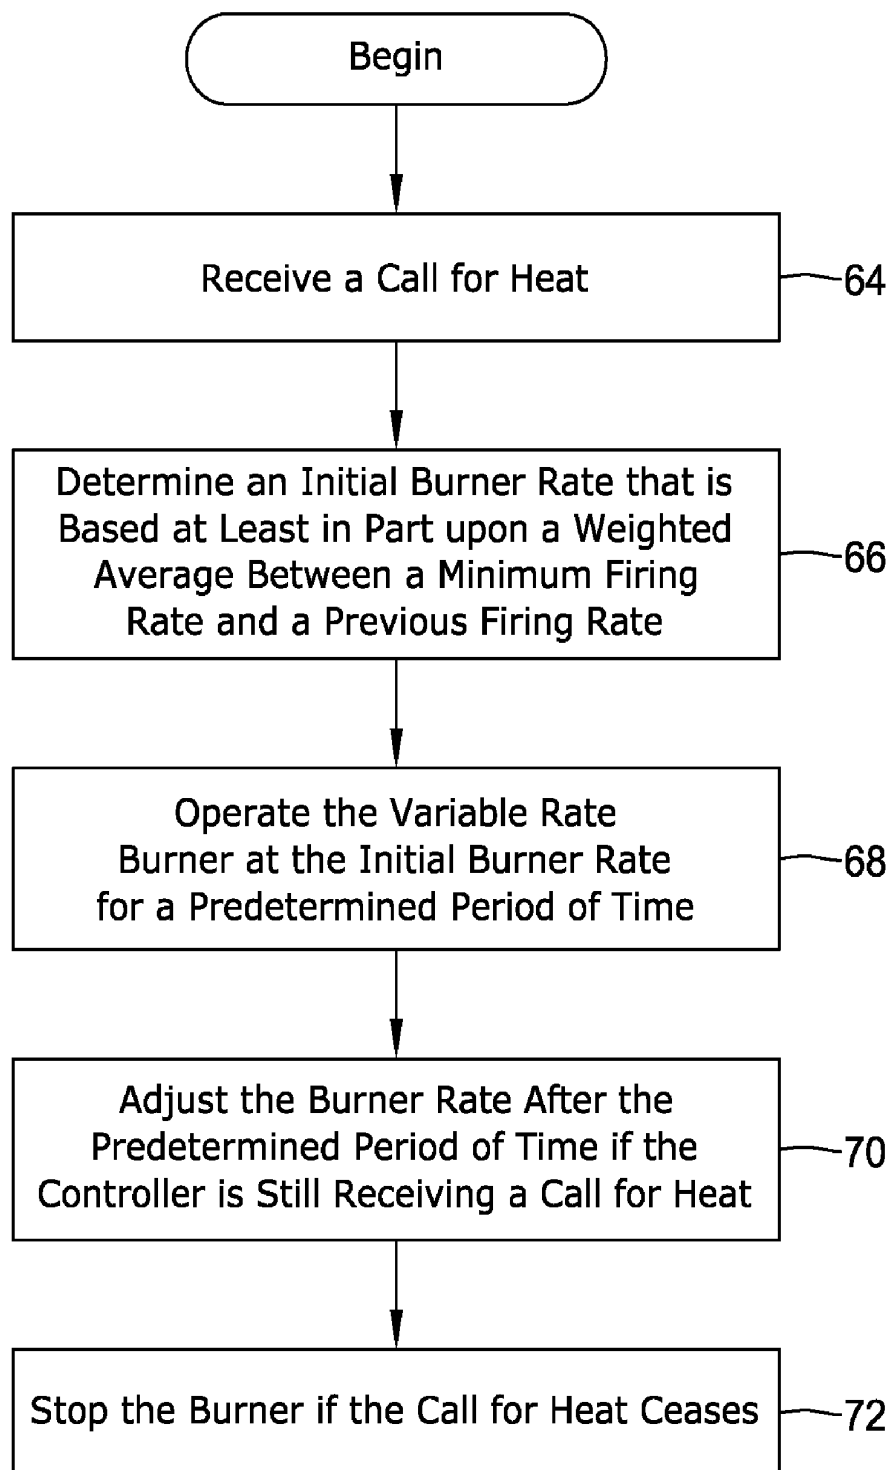 Begin
Receive a Call for Heat
64
Determine an Initial Burner Rate that is
Based at Least in Part upon a Weighted
Average Between a Minimum Firing
Rate and a Previous Firing Rate
66
Operate the Variable Rate
Burner at the Initial Burner Rate
for a Predetermined Period of Time
68
Adjust the Burner Rate After the
Predetermined Period of Time if the
Controller is Still Receiving a Call for Heat
70
Stop the Burner if the Call for Heat Ceases
72